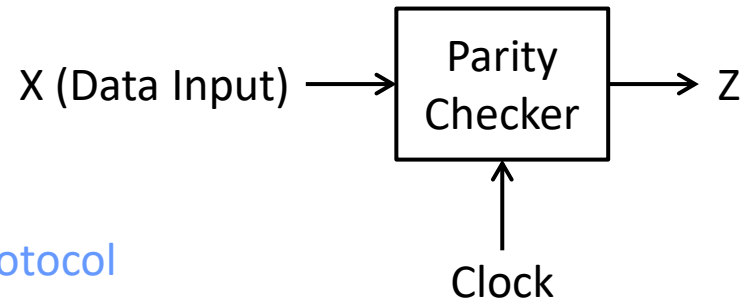 Parity
X (Data Input)
Z
Checker
otocol
Clock